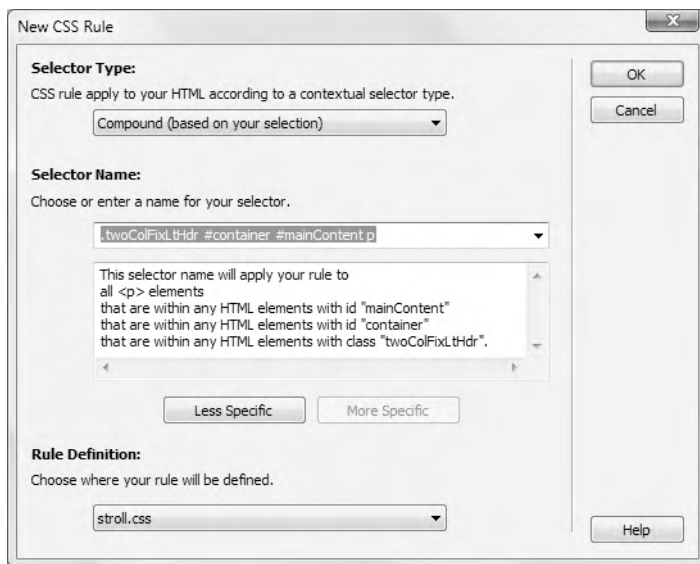 New CSS Rule
X
Selector Type:
CSS rule apply to your HTML according to a contextual selector type.
Compound (based on your selection)
Selector Name:
Choose or enter a name for your selector.
.twoColFixLtHdr #container #mainContent p
This selector name will apply your rule to
all <p> elements
that are within any HTML elements with id "mainContent"
that are within any HTML elements with id "container"
that are within any HTML elements with class "twoColFixLtHdr".
Less Specific
More Specific
Rule Definition:
Choose where your rule will be defined.
stroll.css
OK
Cancel
Help